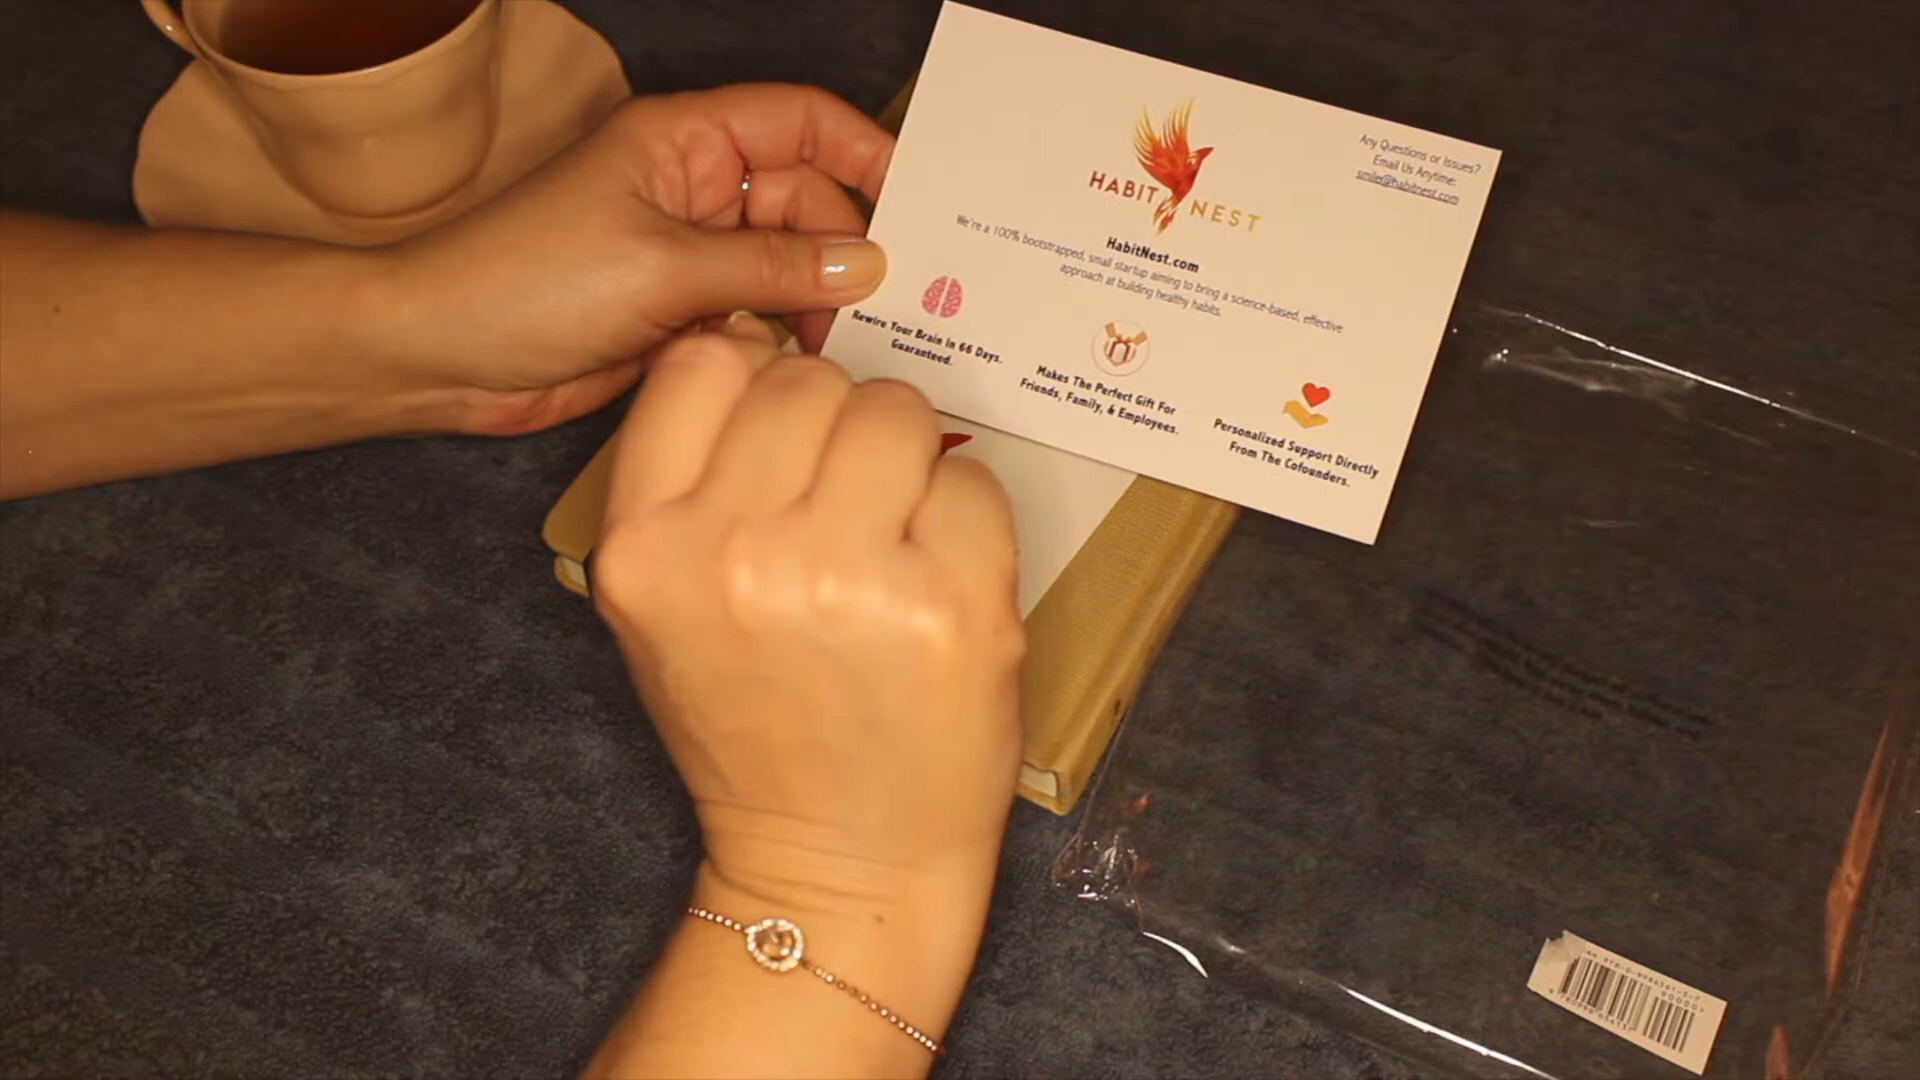 Any Questions or Issues?
Email Us Anytime:
smile@habitnest.com
HABIT NEST
HabitNest.com
We're a 100% bootstrapped, small startup aiming to bring a science-based, effective
approach at building healthy habits.
Rewire Your Brain in 66 Days.
Guaranteed.
Makes The Perfect Gift For
Friends, Family, & Employees.
Personalized Support Directly
From The Cofounders.
90000>